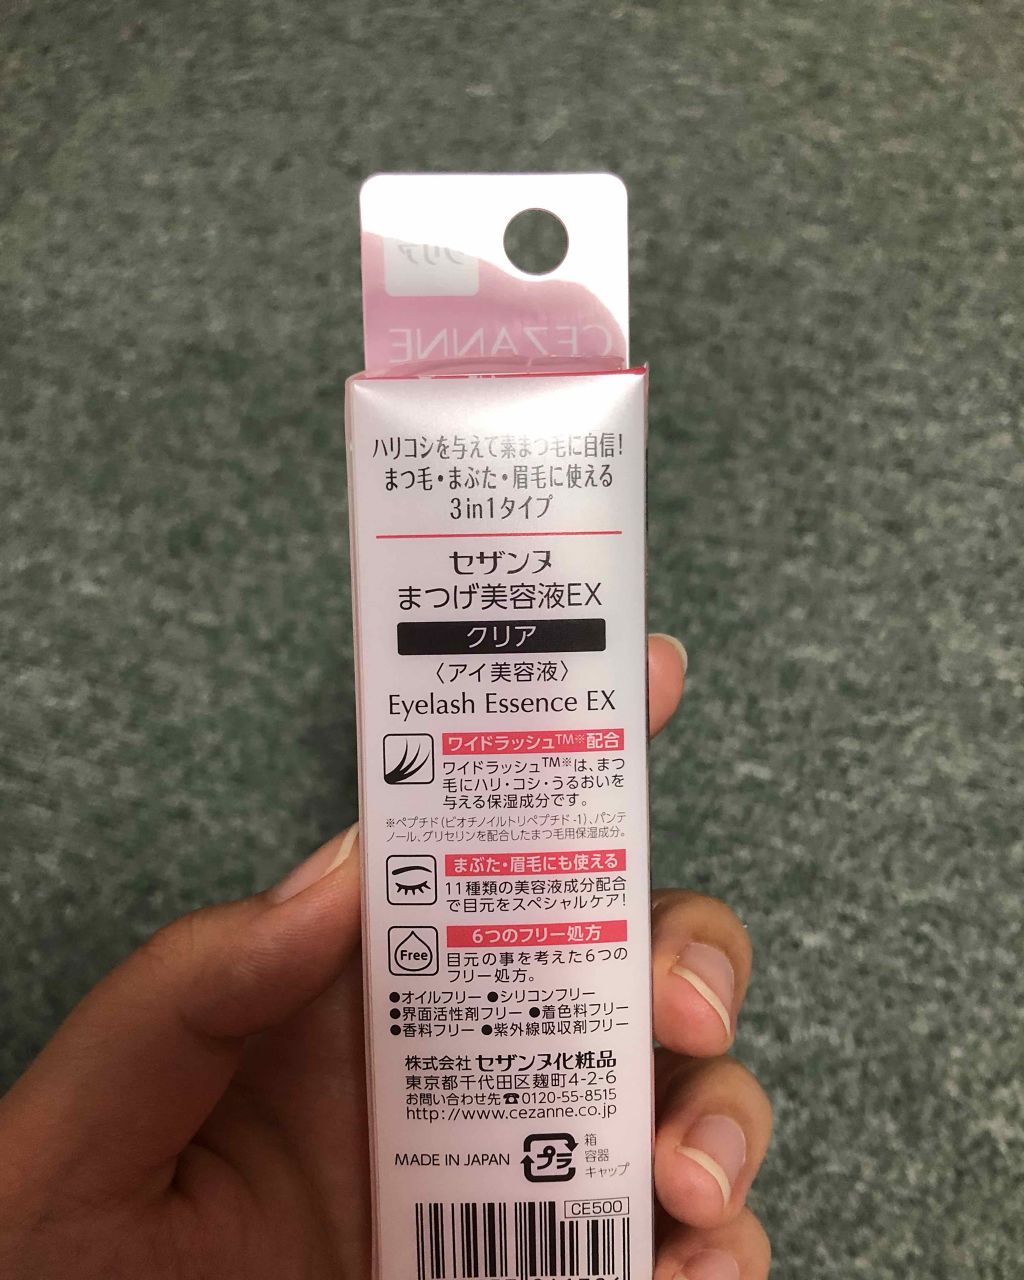 クリア
CEZANNE
ハリコシを与えて素まつ毛に自信!
まつ毛・まぶた・眉毛に使える
3in1タイプ
セザンヌ
まつげ美容液EX
クリア
〈アイ美容液〉
Eyelash Essence EX
ワイドラッシュTM※配合
ワイドラッシュTM※は、まつ
毛にハリ・コシ・うるおいを
与える保湿成分です。
※ペプチド(ビオチノイルトリペプチド-1)、パンテ
ノール、グリセリンを配合したまつ毛用保湿成分。
まぶた・眉毛にも使える
11種類の美容液成分配合
で目元をスペシャルケア!
6つのフリー処方
Free
目元の事を考えた6つの
フリー処方。
●オイルフリー ●シリコンフリー
●界面活性剤フリー ●着色料フリー
●香料フリー ●紫外線吸収剤フリー
株式会社 セザンヌ化粧品
東京都千代田区麹町4-2-6
お問い合わせ先☎0120-55-8515
http://www.cezanne.co.jp
MADE IN JAPAN
プラ
箱
容器
キャップ
CE500